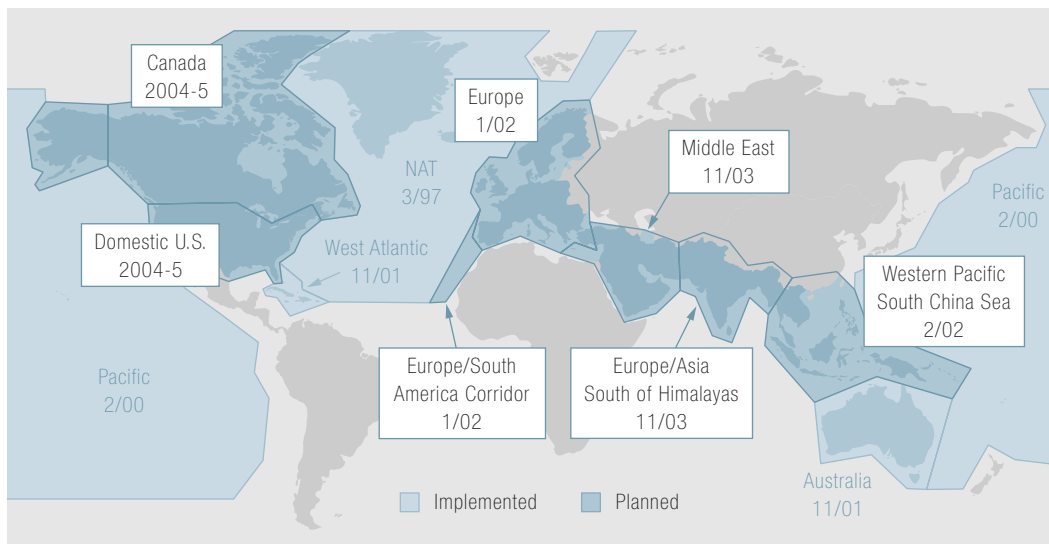 Canada
2004-5
Europe
1/02
Middle East
11/03
NAT
3/97
Pacific
2/00
Domestic U.S.
2004-5
West Atlantic
11/01
Western Pacific
South China Sea
2/02
Pacific
2/00
Europe/South
America Corridor
1/02
Europe/Asia
South of Himalayas
11/03
Australia
11/01
Implemented
Planned